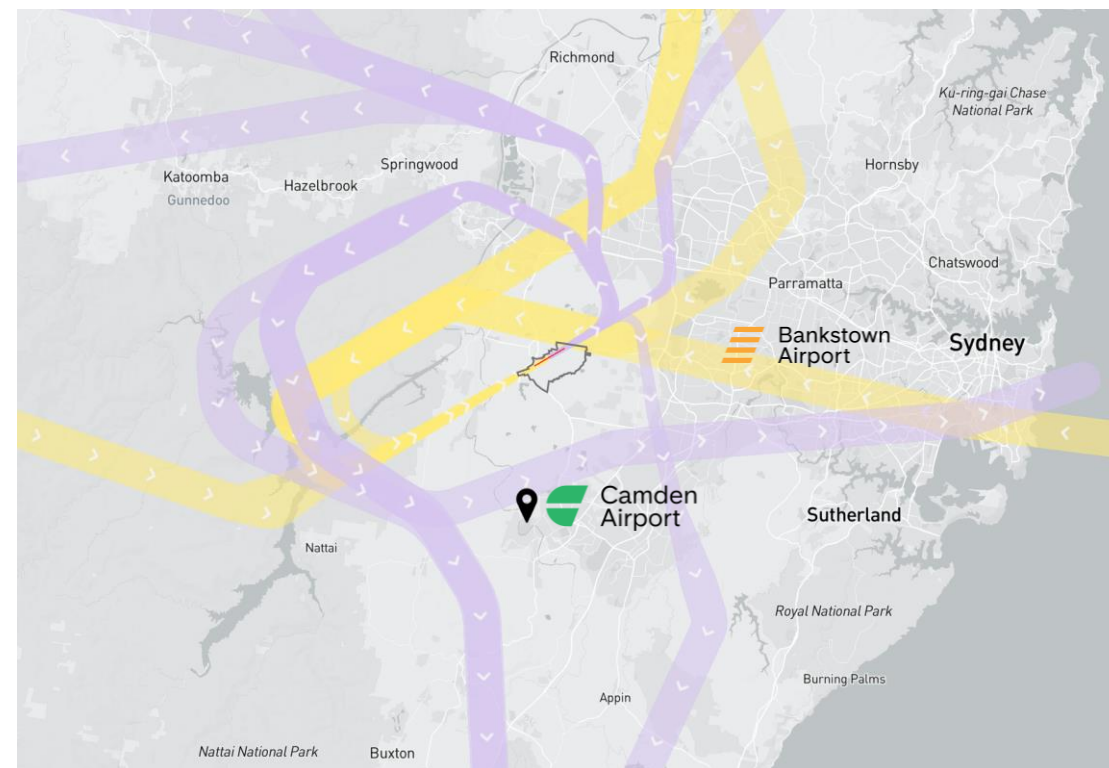 Richmond
Ku-ring-gai Chase
National Park
Springwood
Hornsby
Katoomba
Hazelbrook
Gunnedoo
Chatswood
Parramatta
Bankstown
Airport
Sydney
Camden
Airport
Sutherland
Nattai
Royal National Park
Burning Palms
Appin
Nattai National Park
Buxton